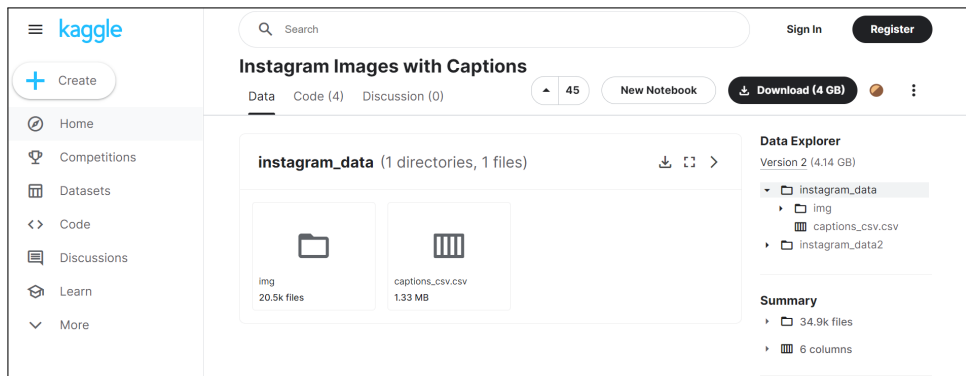 kaggle
Search
Sign In
Register
Create
Home
Competitions
Datasets
Code
Discussions
Learn
More
Instagram Images with Captions
Data Code (4) Discussion (0)
45
New Notebook
Download (4 GB)
instagram_data (1 directories, 1 files)
img
20.5k files
captions_csv.csv
1.33 MB
Data Explorer
Version 2 (4.14 GB)
instagram_data
img
captions_csv.csv
instagram_data2
Summary
34.9k files
6 columns